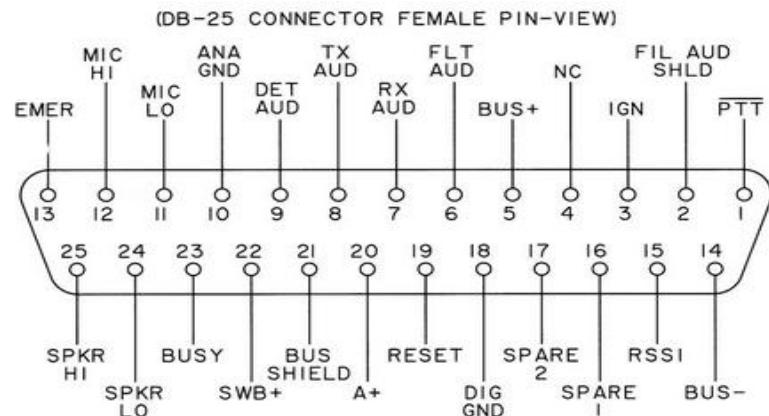 (DB-25 CONNECTOR FEMALE PIN-VIEW)
EMER
MIC
HI
MIC
LO
ANA
GND
DET
AUD
TX
AUD
RX
AUD
FLT
AUD
BUS+
NC
IGN
FIL AUD
SHLD
PTT
13 12 11 10 9 8 7 6 5 4 3 2 1
25 24 23 22 21 20 19 18 17 16 15 14
SPKR
HI
SPKR
LO
BUSY
SWB+
BUS
SHIELD
A+
RESET
DIG
GND
SPARE
2
SPARE
1
RSSI
BUS-